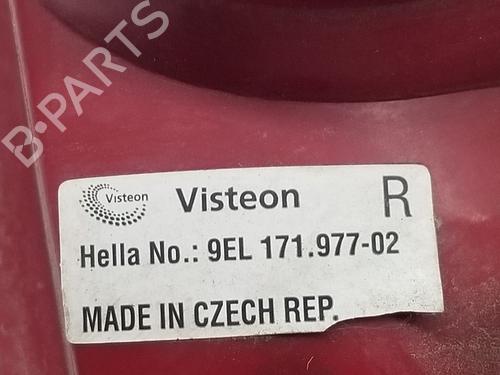 B-PARTS
Visteon Visteon R
Hella No.: 9EL 171.977-02
MADE IN CZECH REP.